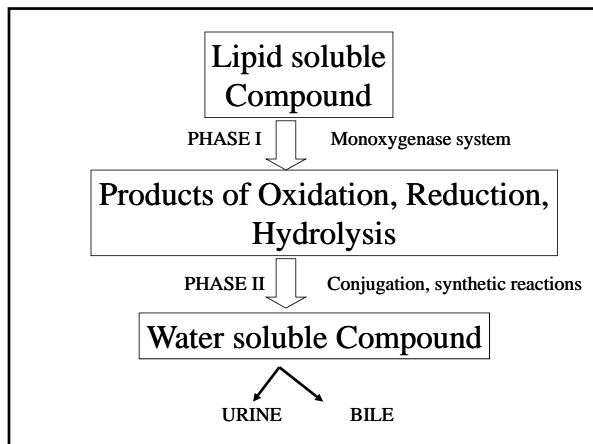 Lipid soluble
Compound
PHASE I Monoxygenase system
Products of Oxidation, Reduction,
Hydrolysis
PHASE II Conjugation, synthetic reactions
Water soluble Compound
URINE BILE